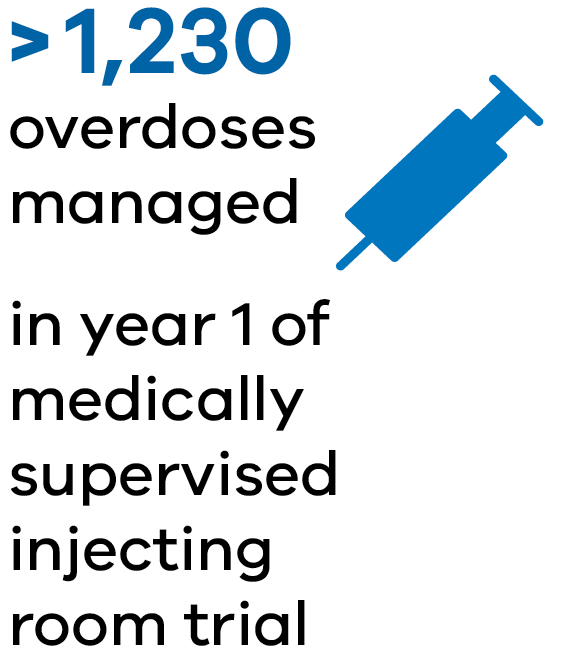 > 1,230
overdoses
managed
in year 1 of
medically
supervised
injecting
room trial